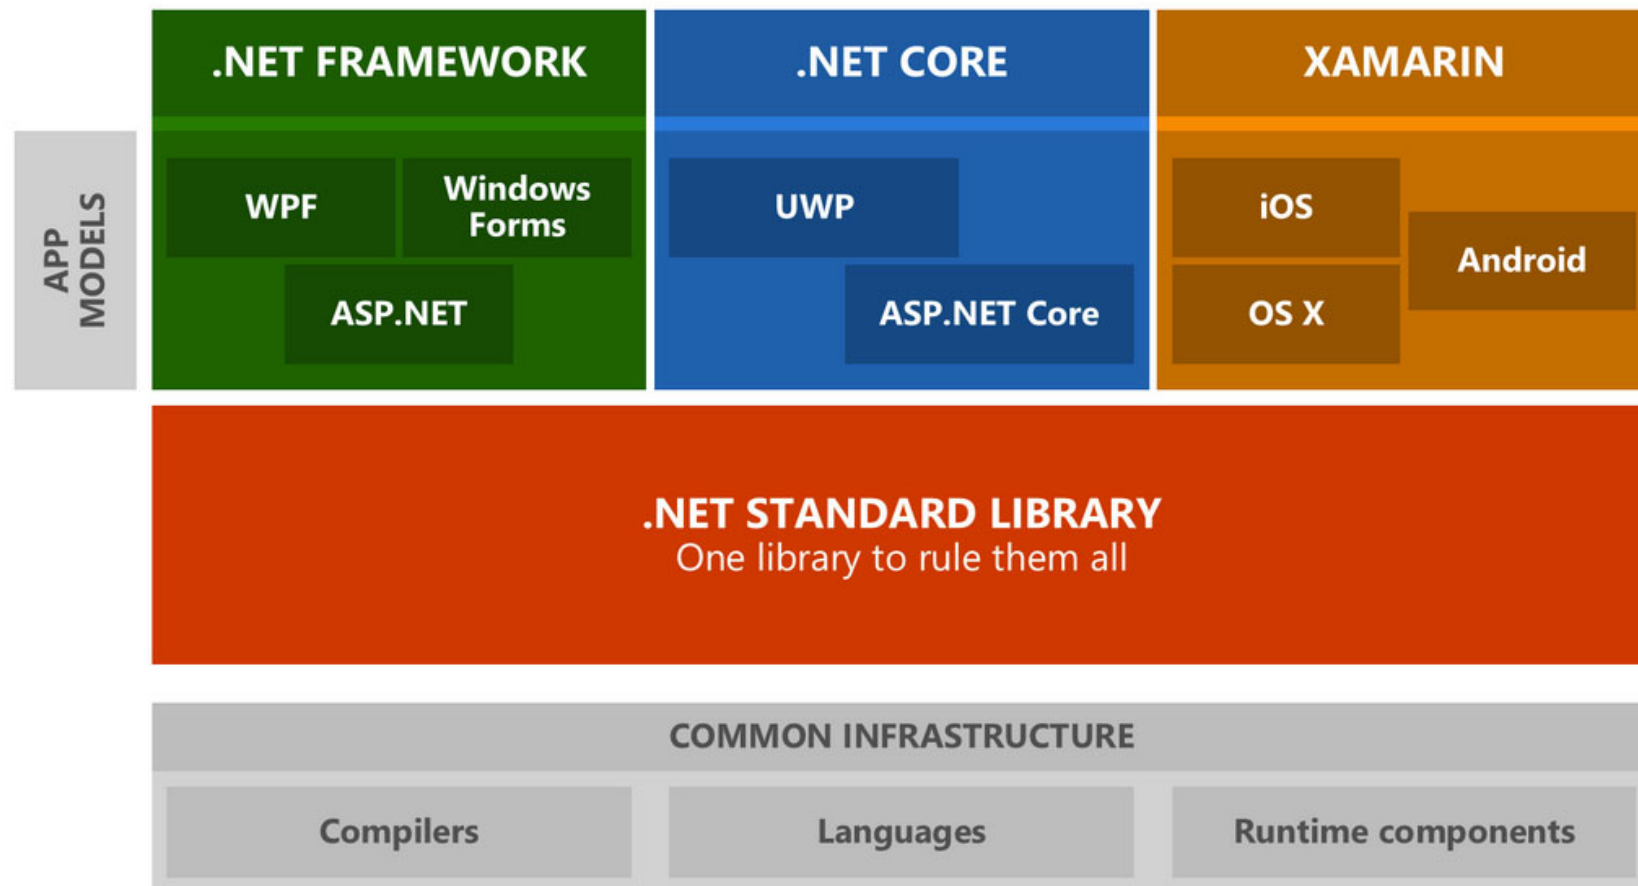 .NET FRAMEWORK
.NET CORE
XAMARIN
APP
MODELS
WPF
Windows
Forms
ASP.NET
UWP
ASP.NET Core
iOS
Android
OS X
.NET STANDARD LIBRARY
One library to rule them all
COMMON INFRASTRUCTURE
Compilers
Languages
Runtime components